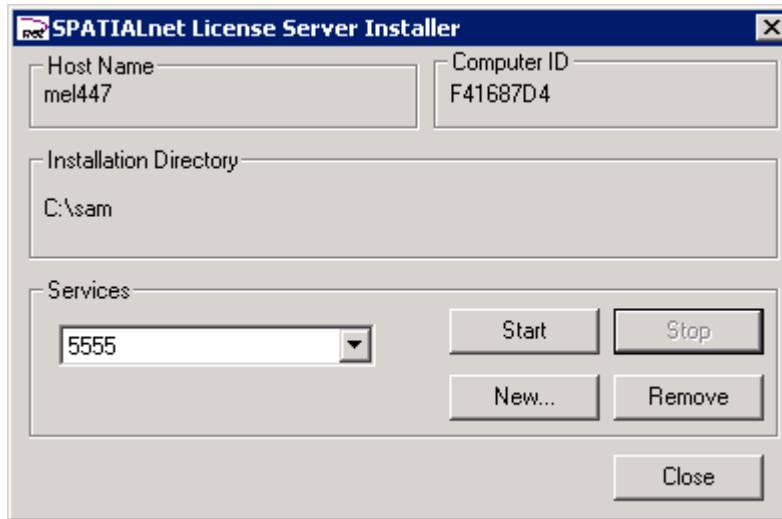 SPATIALnet License Server Installer
Host Name
mel447
Computer ID
F41687D4
Installation Directory
C:\sam
Services
5555
Start
Stop
New...
Remove
Close